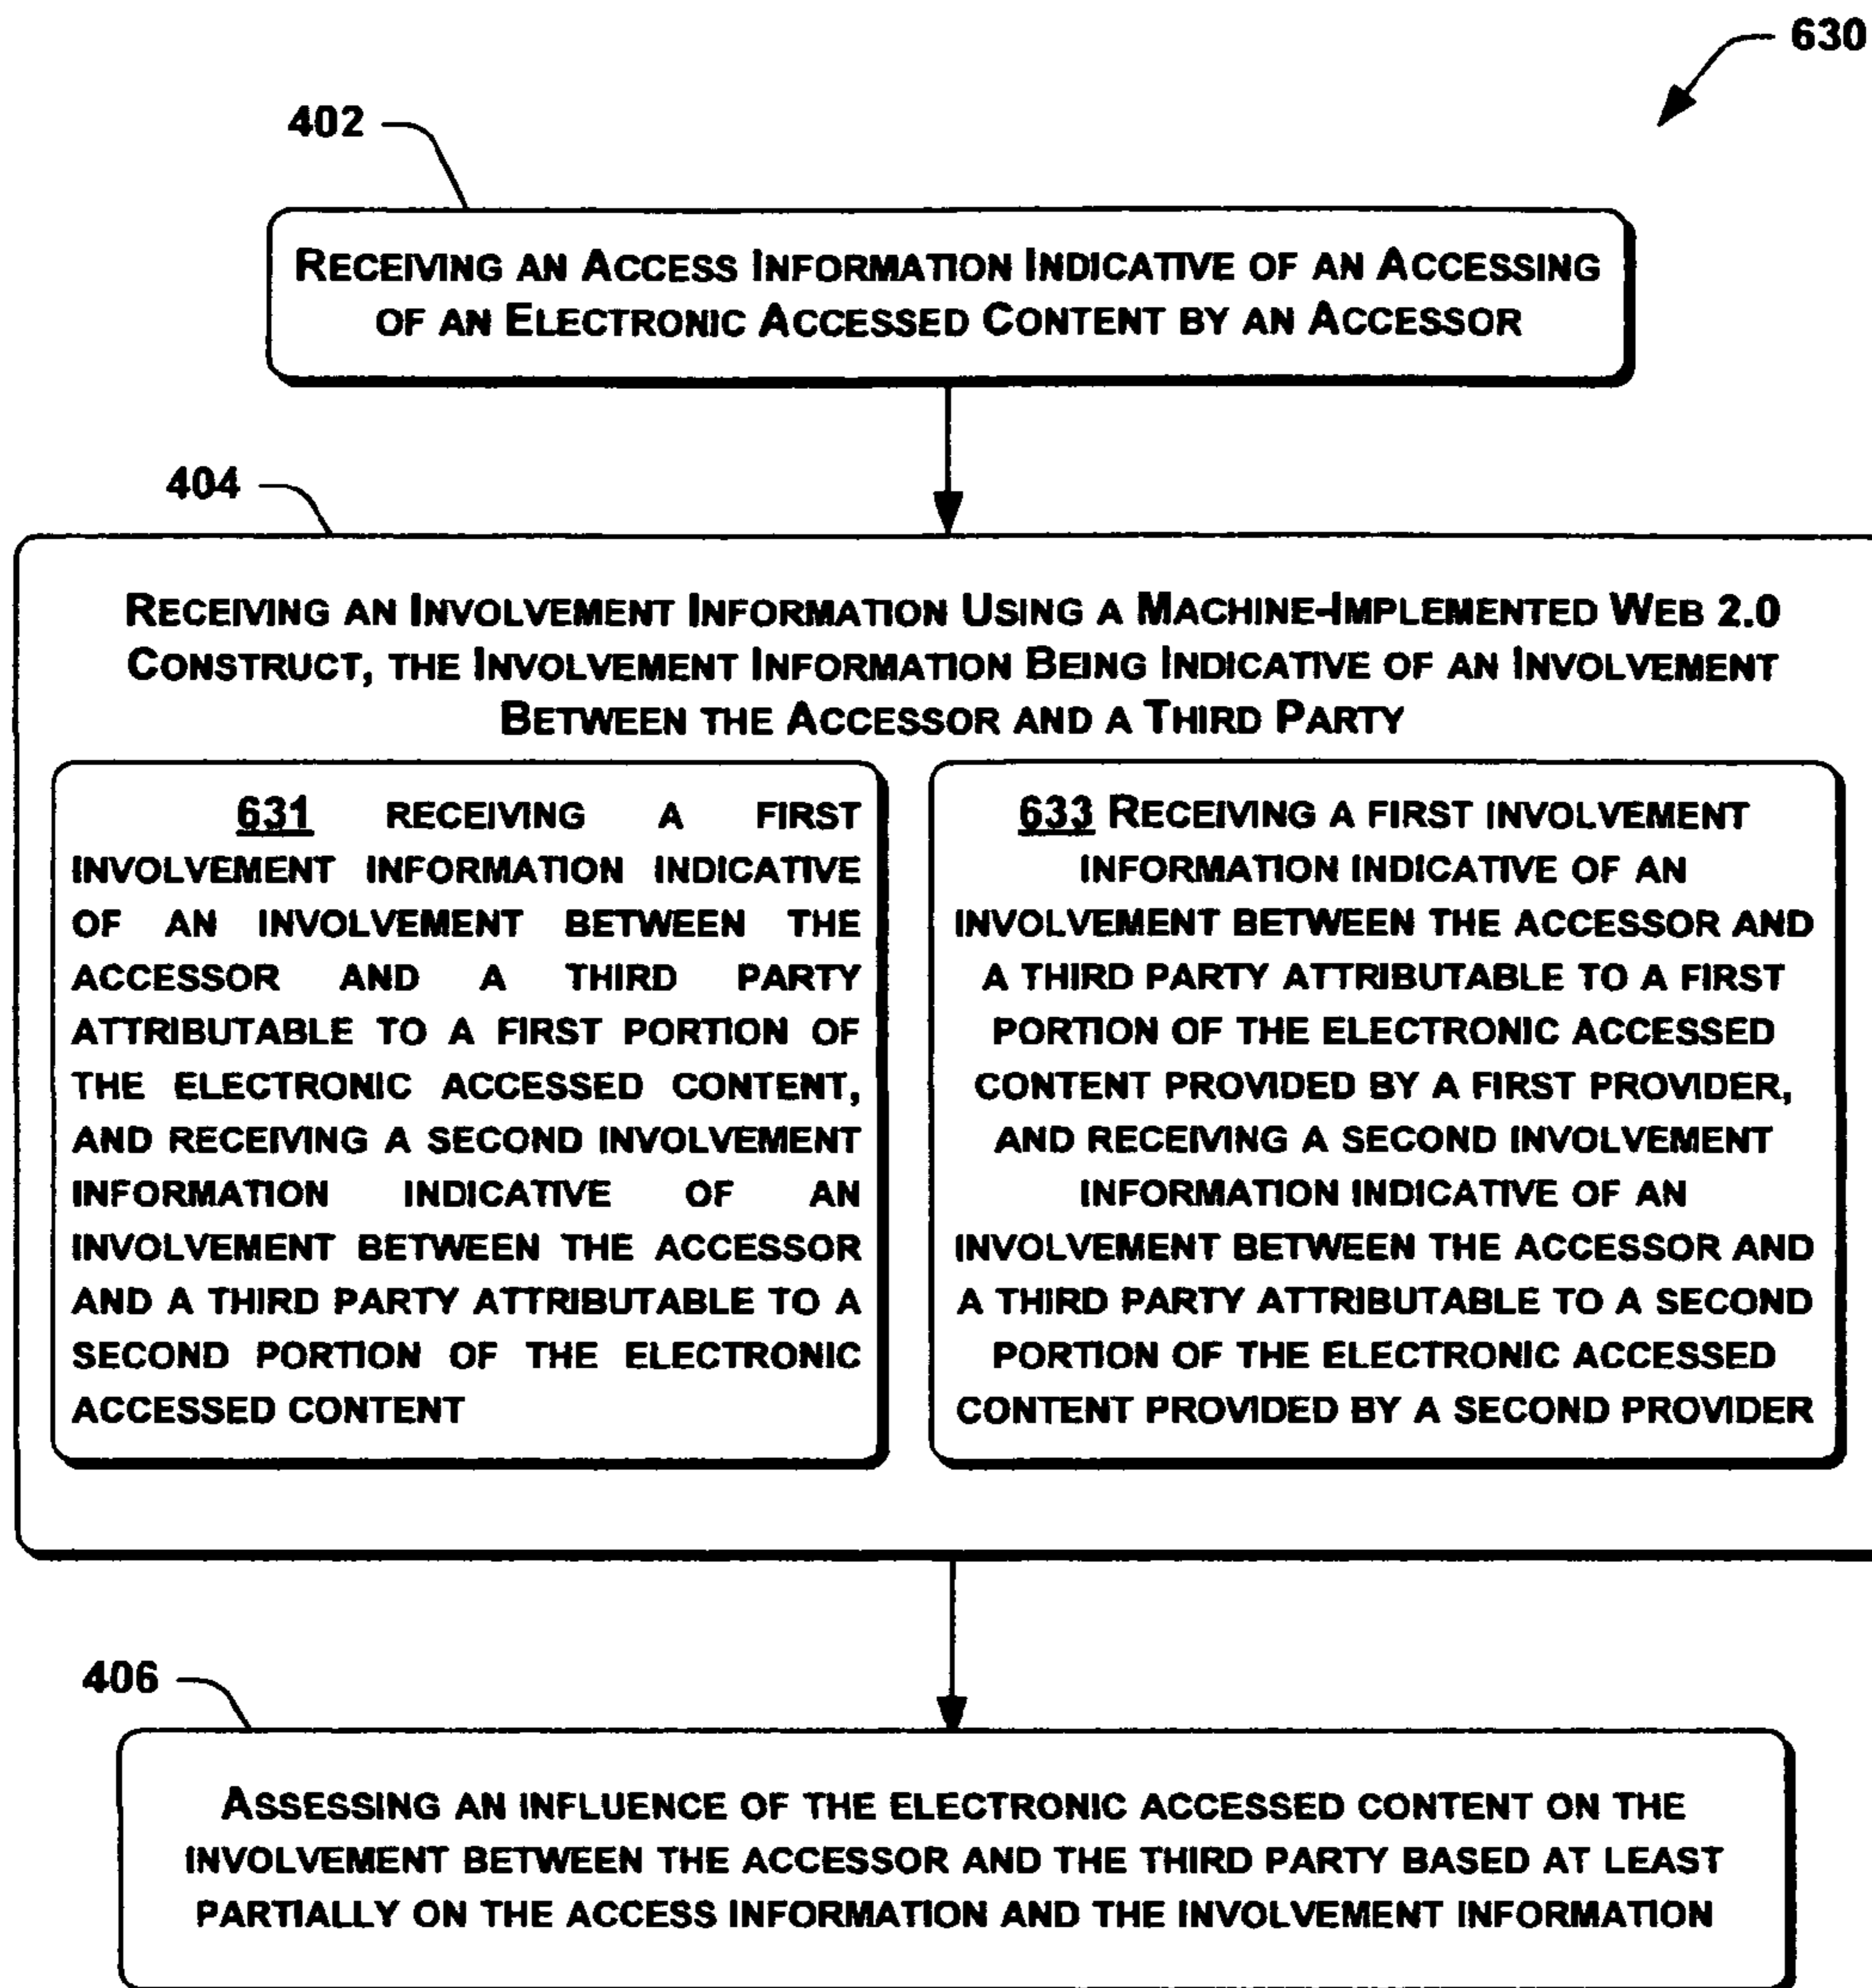 630
402
RECEIVING AN ACCESS INFORMATION INDICATIVE OF AN ACCESSING
OF AN ELECTRONIC ACCESSED CONTENT BY AN ACCESSOR
404
RECEIVING AN INVOLVEMENT INFORMATION USING A MACHINE-IMPLEMENTED WEB 2.0
CONSTRUCT, THE INVOLVEMENT INFORMATION BEING INDICATIVE OF AN INVOLVEMENT
BETWEEN THE ACCESSOR AND A THIRD PARTY
631 RECEIVING A FIRST
INVOLVEMENT INFORMATION INDICATIVE
OF AN INVOLVEMENT BETWEEN THE
ACCESSOR AND A THIRD PARTY
ATTRIBUTABLE TO A FIRST PORTION OF
THE ELECTRONIC ACCESSED CONTENT,
AND RECEIVING A SECOND INVOLVEMENT
INFORMATION INDICATIVE OF AN
INVOLVEMENT BETWEEN THE ACCESSOR
AND A THIRD PARTY ATTRIBUTABLE TO A
SECOND PORTION OF THE ELECTRONIC
ACCESSED CONTENT
633 RECEIVING A FIRST INVOLVEMENT
INFORMATION INDICATIVE OF AN
INVOLVEMENT BETWEEN THE ACCESSOR AND
A THIRD PARTY ATTRIBUTABLE TO A FIRST
PORTION OF THE ELECTRONIC ACCESSED
CONTENT PROVIDED BY A FIRST PROVIDER,
AND RECEIVING A SECOND INVOLVEMENT
INFORMATION INDICATIVE OF AN
INVOLVEMENT BETWEEN THE ACCESSOR AND
A THIRD PARTY ATTRIBUTABLE TO A SECOND
PORTION OF THE ELECTRONIC ACCESSED
CONTENT PROVIDED BY A SECOND PROVIDER
406
ASSESSING AN INFLUENCE OF THE ELECTRONIC ACCESSED CONTENT ON THE
INVOLVEMENT BETWEEN THE ACCESSOR AND THE THIRD PARTY BASED AT LEAST
PARTIALLY ON THE ACCESS INFORMATION AND THE INVOLVEMENT INFORMATION